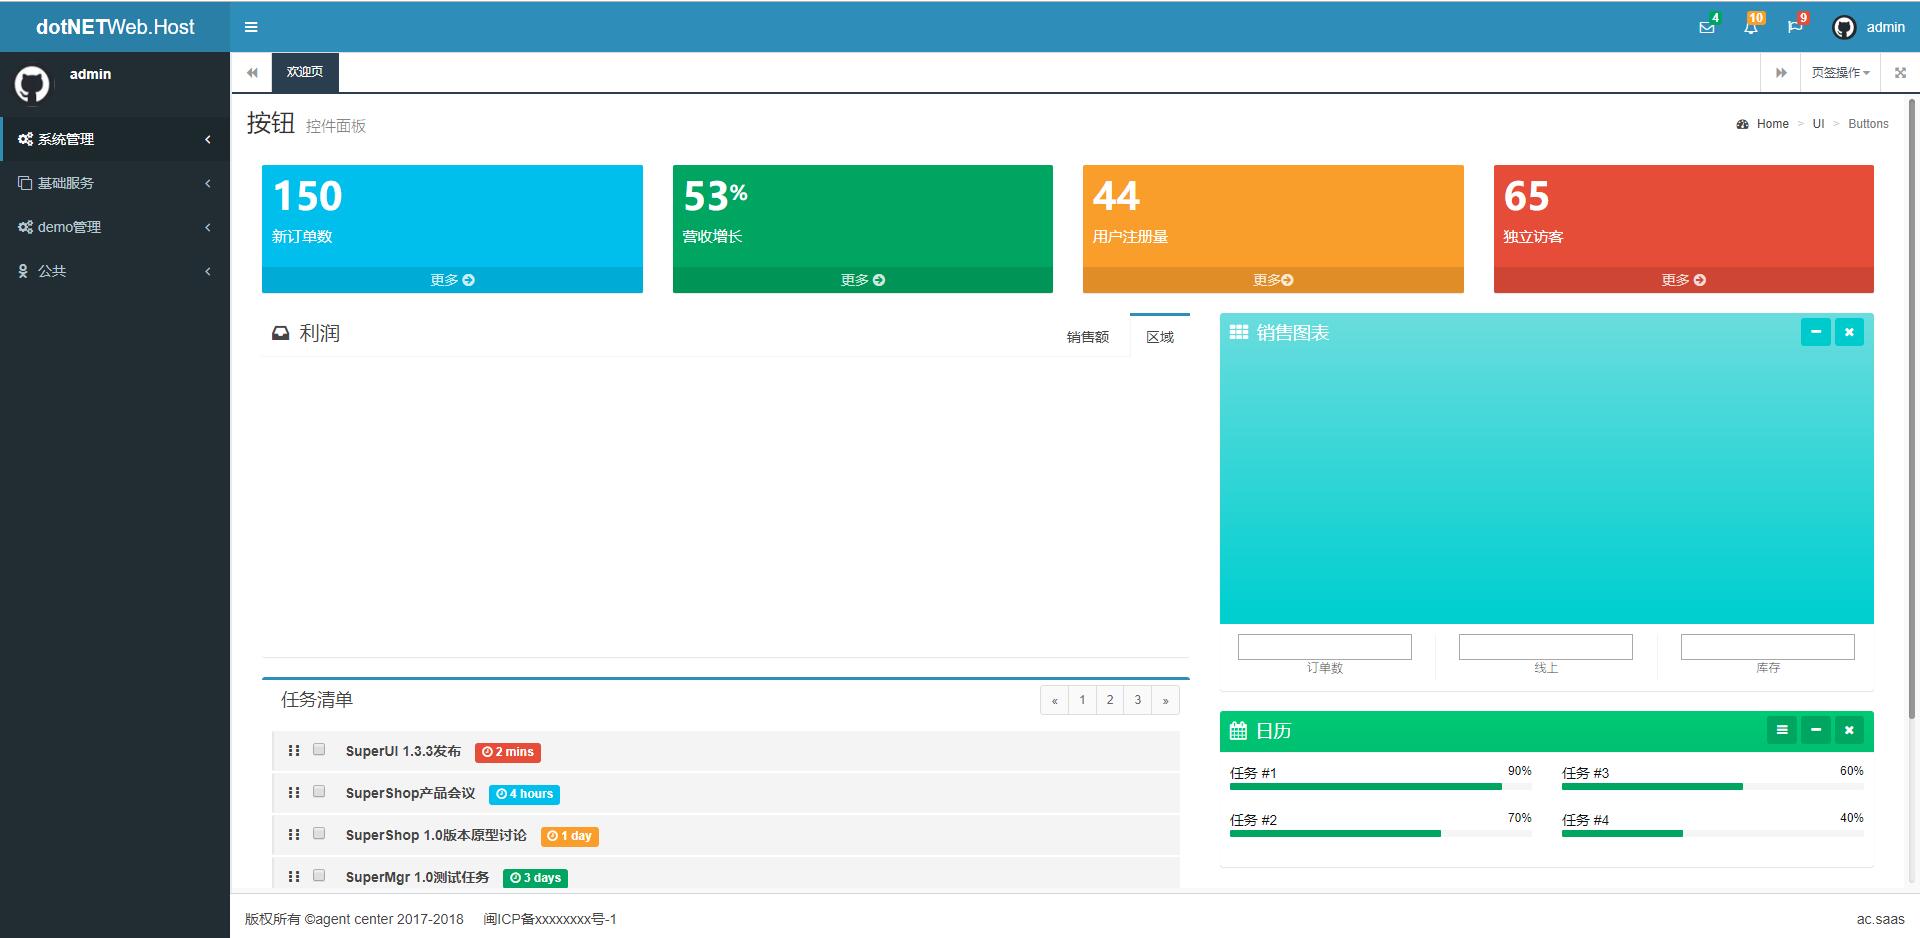 dotNETWeb.Host
4
10
9
admin
admin
欢迎页
页签操作
系统管理
基础服务
demo管理
公共
按钮 控件面板
Home > UI > Buttons
150
新订单数
更多
53%
营收增长
更多
44
用户注册量
更多
65
独立访客
更多
利润
销售额
区域
销售图表
订单数
线上
库存
任务清单
« 1 2 3 »
SuperUI 1.3.3发布 2 mins
SuperShop产品会议 4 hours
SuperShop 1.0版本原型讨论 1 day
SuperMgr 1.0测试任务 3 days
日历
任务 #1 90%
任务 #3 60%
任务 #2 70%
任务 #4 40%
版权所有 ©agent center 2017-2018 闽ICP备xxxxxxxx号-1
ac.saas